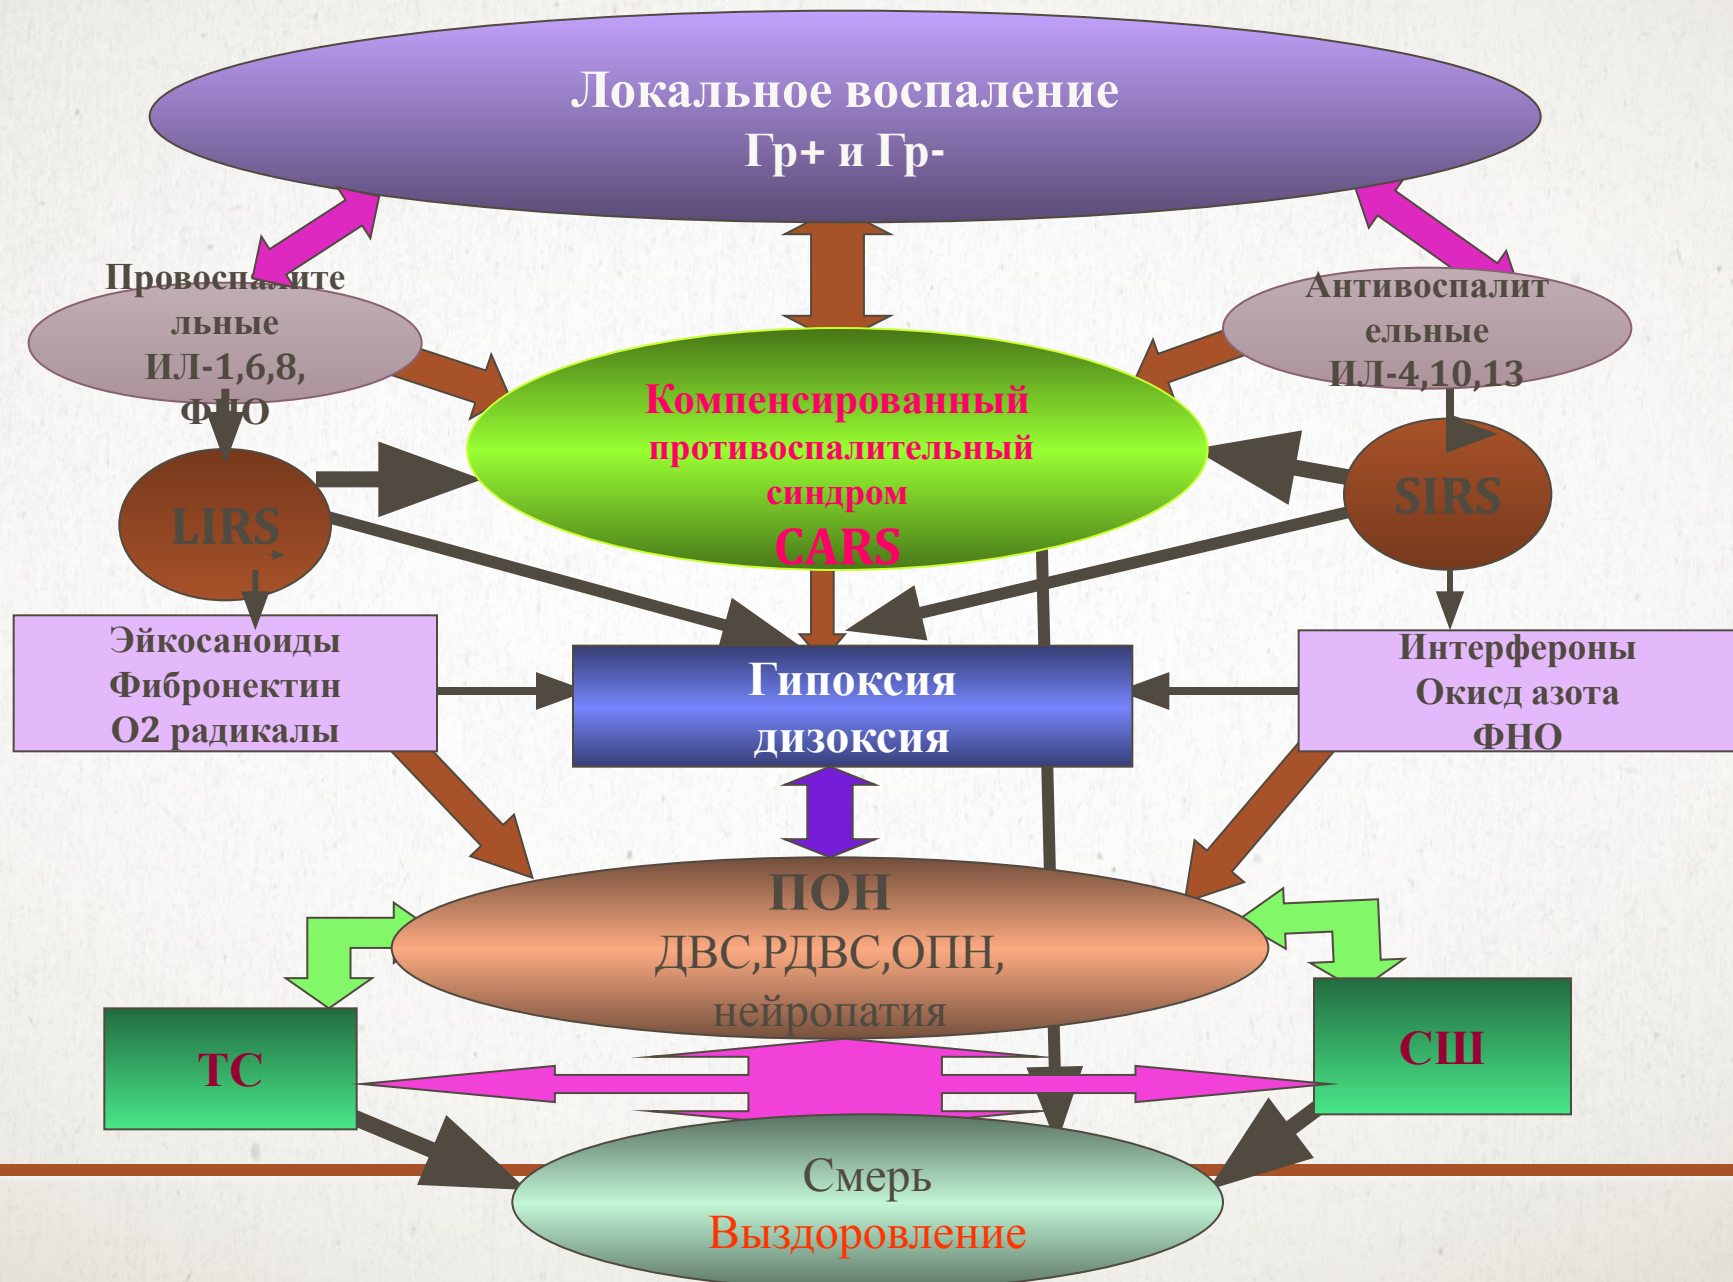 Локальное воспаление
Гр+ и Гр-
Провоспалите
льные
ИЛ-1,6,8,
ФНО
Антивоспалит
ельные
ИЛ-4,10,13
Компенсированный
противоспалительный
синдром
CARS
LIRS
SIRS
Эйкосаноиды
Фибронектин
О2 радикалы
Гипоксия
дизоксия
Интерфероны
Окисд азота
ФНО
ПОН
ДВС,РДВС,ОПН,
нейропатия
ТС
СШ
Смерь
Выздоровление